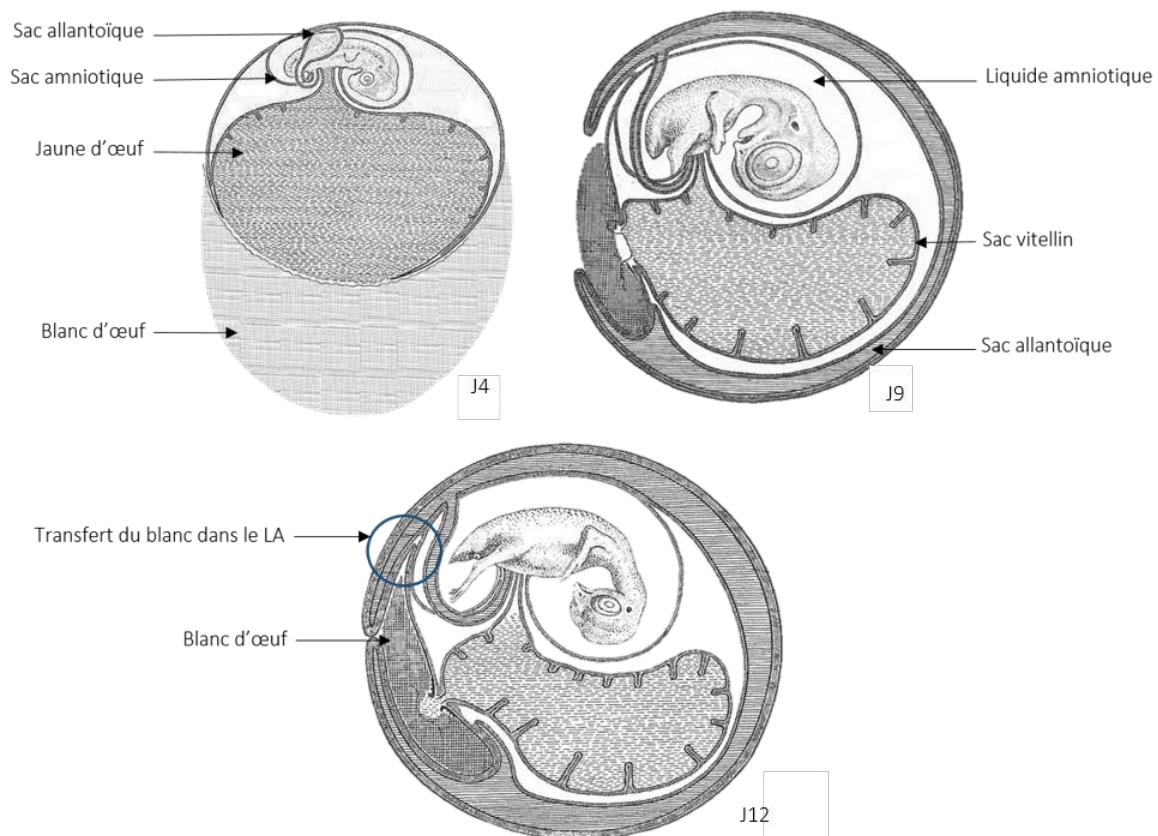 Sac allantoïque
Sac amniotique
Jaune d'œuf
Blanc d'œuf
J4
Liquide amniotique
Sac vitellin
Sac allantoïque
J9
Transfert du blanc dans le LA
Blanc d'œuf
J12